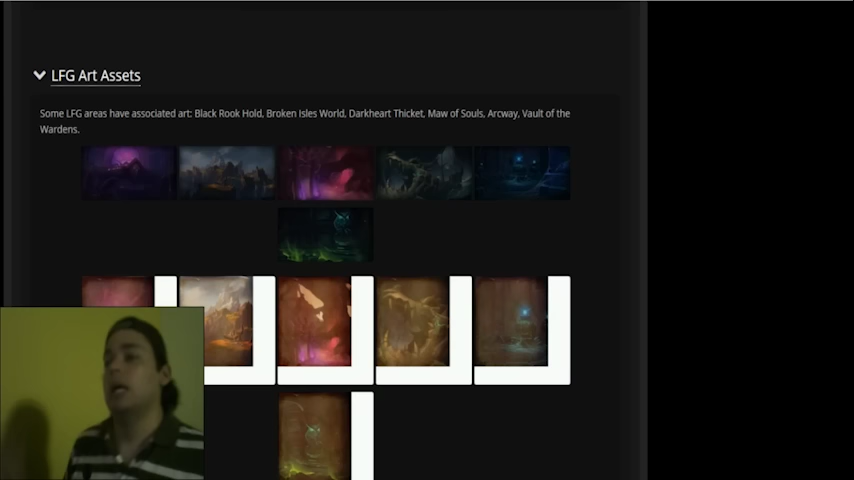 LFG Art Assets
Some LFG areas have associated art: Black Rook Hold, Broken Isles World, Darkheart Thicket, Maw of Souls, Arcway, Vault of the
Wardens.